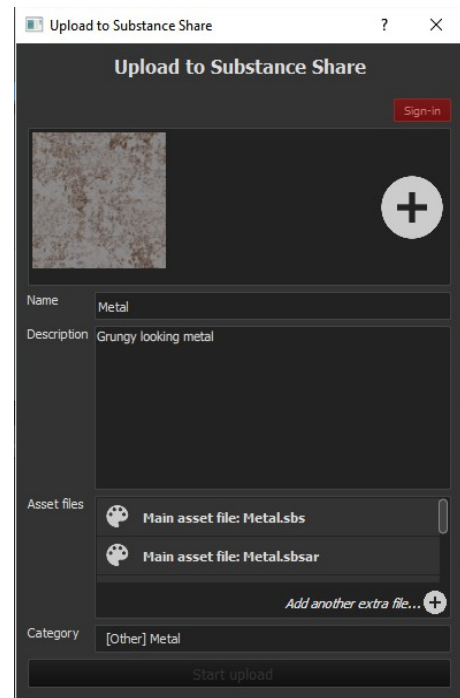 Upload to Substance Share ?
Upload to Substance Share
Sign-in
Name Metal
Description Grungy looking metal
Asset files
Main asset file: Metal.sbs
Main asset file: Metal.sbsar
Add another extra file...
Category [Other] Metal
Start upload